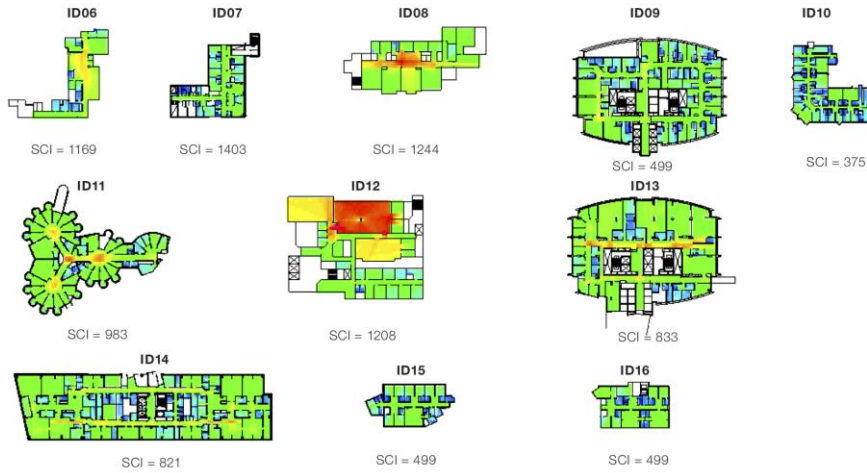 ID06 ID07 ID08 ID09 ID10
SCI = 1169 SCI = 1403 SCI = 1244 SCI = 499 SCI = 375
ID11 ID12 ID13
SCI = 983 SCI = 1208 SCI = 833
ID14 ID15 ID16
SCI = 821 SCI = 499 SCI = 499